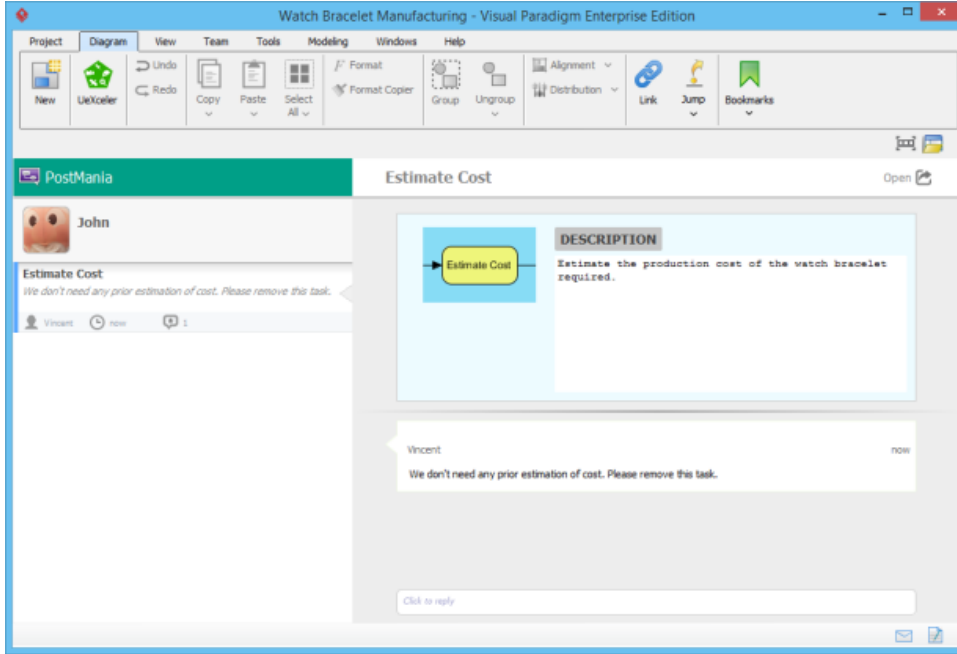 Watch Bracelet Manufacturing - Visual Paradigm Enterprise Edition
Project Diagram View Team Tools Modeling Windows Help
New
UeXceler
Undo
Redo
Copy
Paste
Select
All
Format
Format Copier
Group
Ungroup
Alignment
Distribution
Link
Jump
Bookmarks
PostMania
John
Estimate Cost
We don't need any prior estimation of cost. Please remove this task.
Vincent now 1
Estimate Cost
Open
Estimate Cost
DESCRIPTION
Estimate the production cost of the watch bracelet
required.
Vincent now
We don't need any prior estimation of cost. Please remove this task.
Click to reply